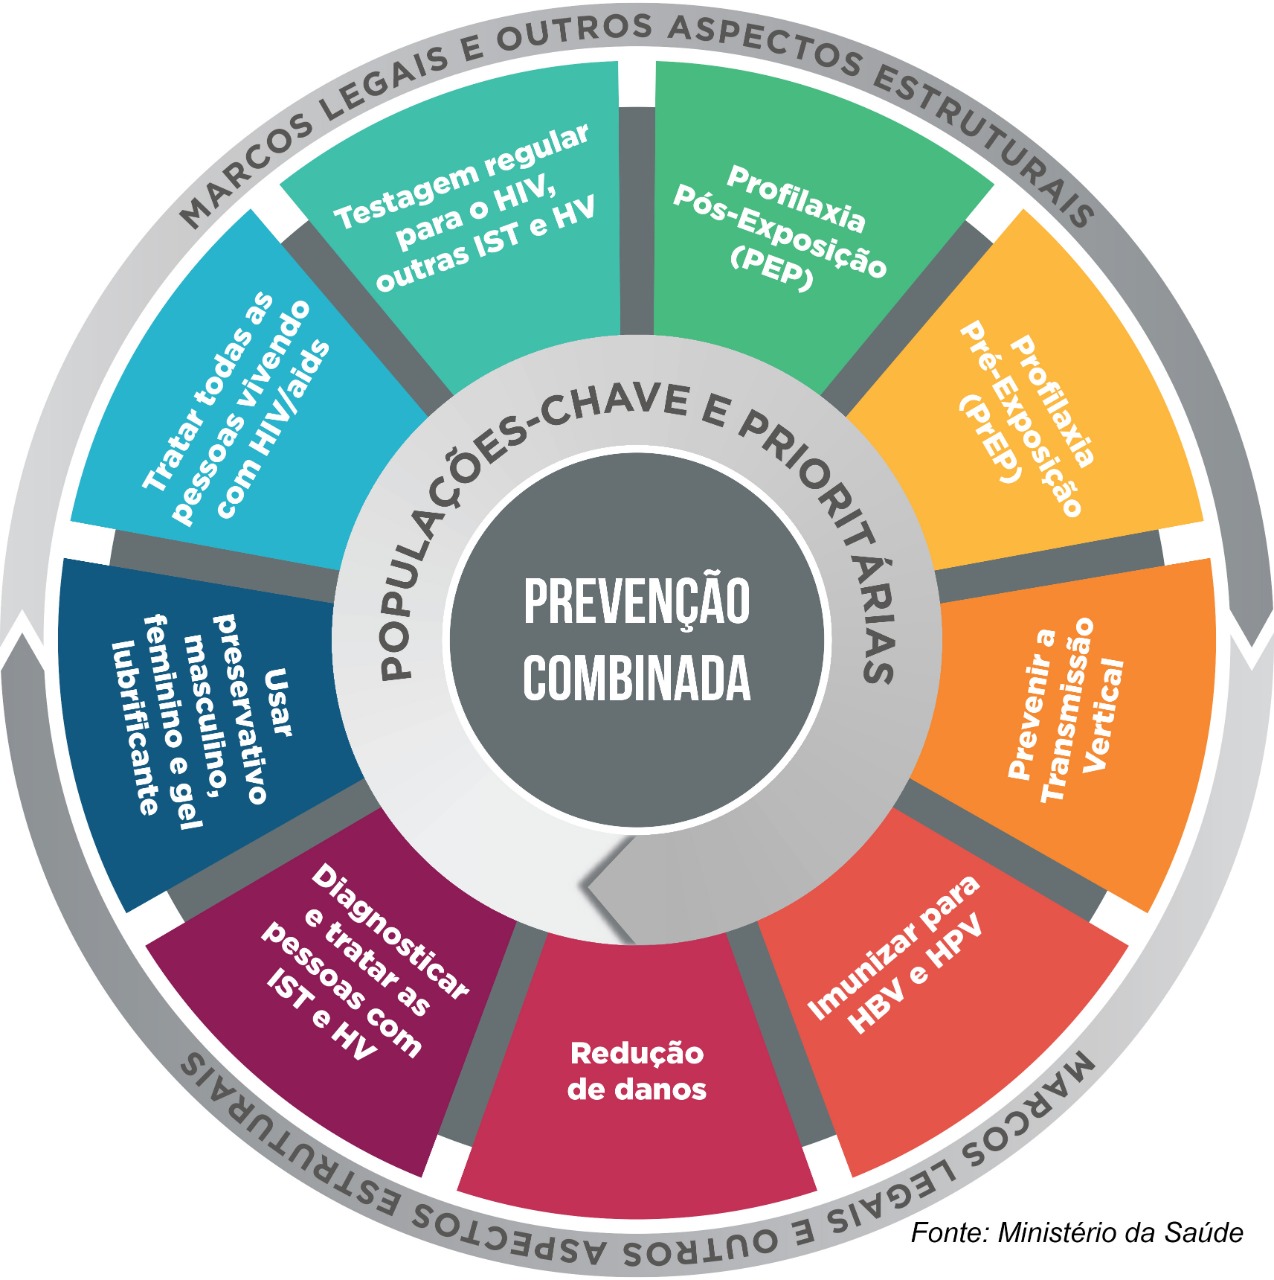 MARCOS LEGAIS E OUTROS ASPECTOS ESTRUTURAIS
Testagem regular
para o HIV,
outras IST e HV
Profilaxia
Pós-Exposição
(PEP)
Profilaxia
Pré-Exposição
(PrEP)
Prevenir a
Transmissão
Vertical
Imunizar para
HBV e HPV
Redução
de danos
Diagnosticar
e tratar as
pessoas com
IST e HV
Usar
preservativo
masculino,
feminino e gel
lubrificante
Tratar todas as
pessoas vivendo
com HIV/aids
POPULAÇÕES-CHAVE E PRIORITÁRIAS
PREVENÇÃO
COMBINADA
MARCOS LEGAIS E OUTROS ASPECTOS ESTRUTURAIS
Fonte: Ministério da Saúde